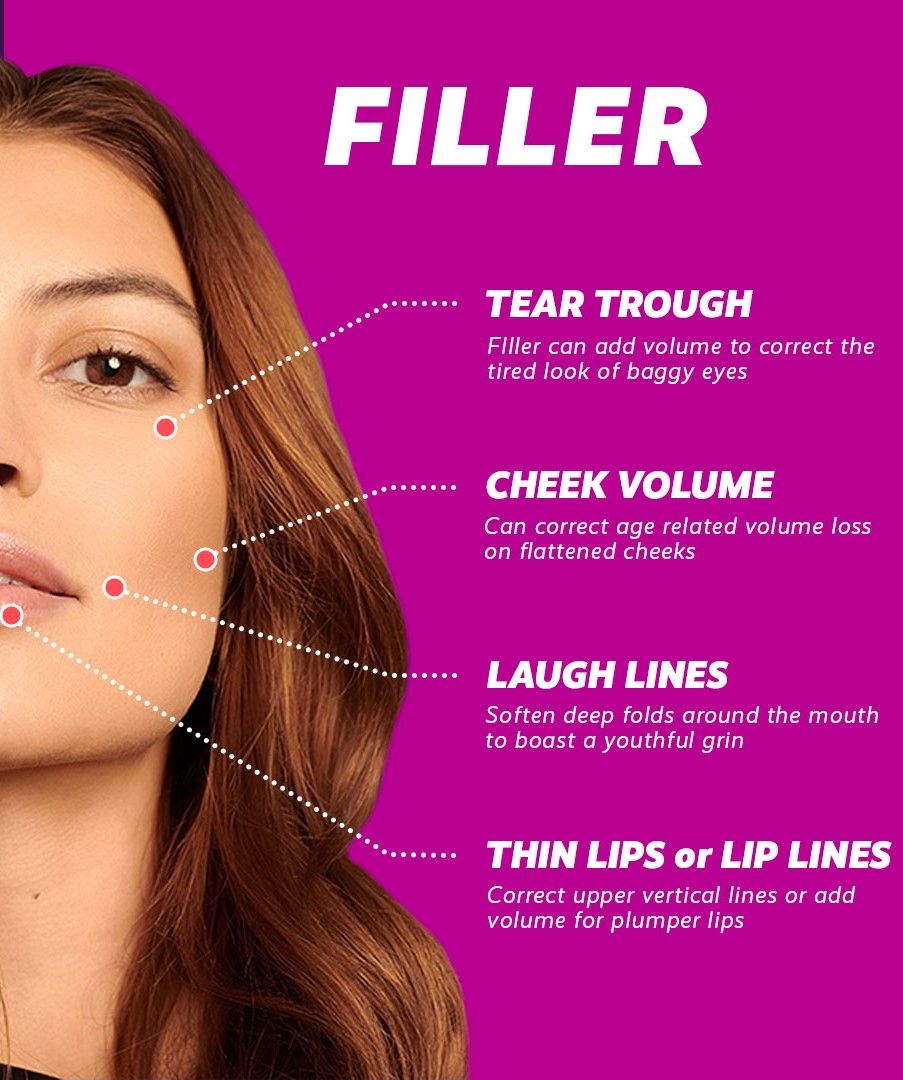 FILLER
TEAR TROUGH
FIller can add volume to correct the
tired look of baggy eyes
CHEEK VOLUME
Can correct age related volume loss
on flattened cheeks
LAUGH LINES
Soften deep folds around the mouth
to boast a youthful grin
THIN LIPS or LIP LINES
Correct upper vertical lines or add
volume for plumper lips